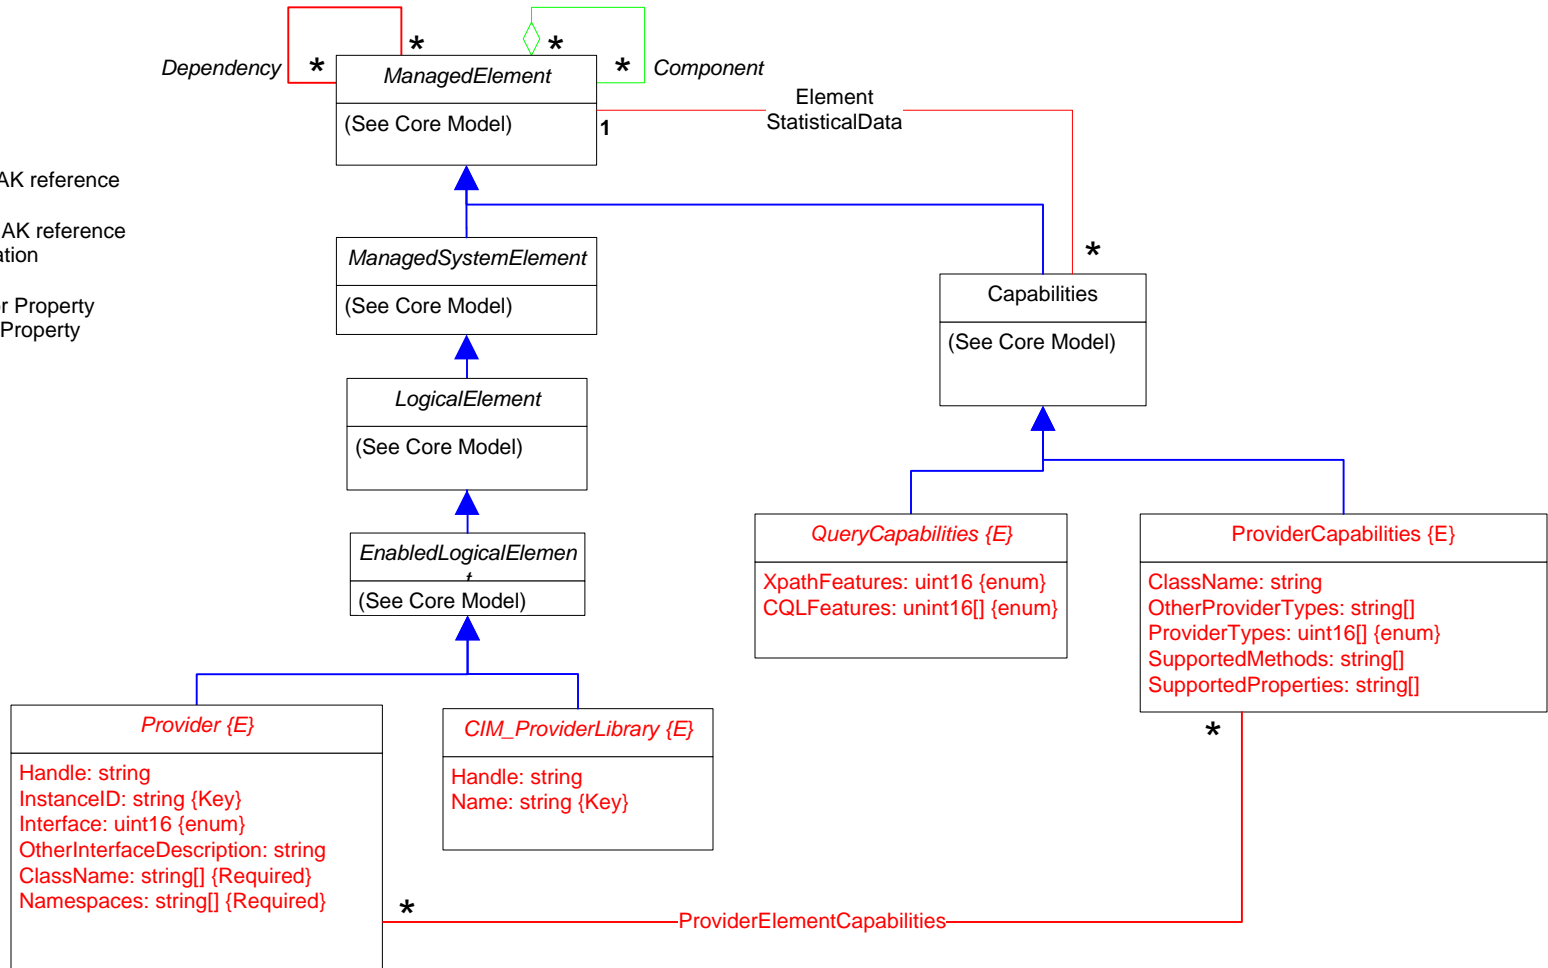 *
*
Dependency
*
ManagedElement
*
Component
(See Core Model)
1
Element
StatisticalData
AK reference
AK reference
ation
r Property
Property
ManagedSystemElement
(See Core Model)
*
Capabilities
(See Core Model)
LogicalElement
(See Core Model)
EnabledLogicalElemen
t
(See Core Model)
QueryCapabilities {E}
XpathFeatures: uint16 {enum}
CQLFeatures: unint16[] {enum}
ProviderCapabilities {E}
ClassName: string
OtherProviderTypes: string[]
ProviderTypes: uint16[] {enum}
SupportedMethods: string[]
SupportedProperties: string[]
*
Provider {E}
Handle: string
InstanceID: string {Key}
Interface: uint16 {enum}
OtherInterfaceDescription: string
ClassName: string[] {Required}
Namespaces: string[] {Required}
CIM_ProviderLibrary {E}
Handle: string
Name: string {Key}
*
ProviderElementCapabilities